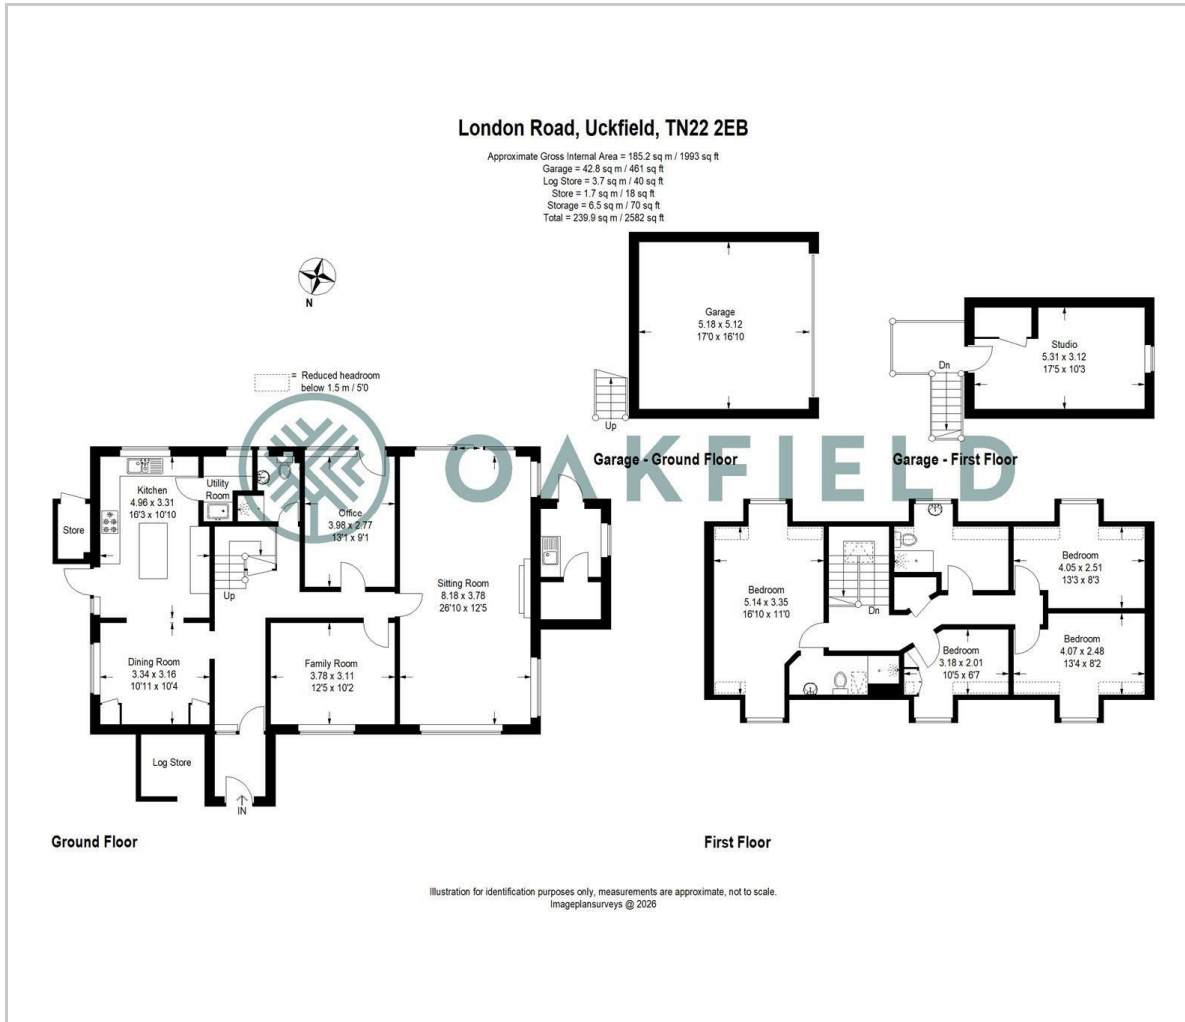 London Road, Uckfield, TN22 2EB
Approximate Gross Internal Area = 185.2 sq m / 1993 sq ft
Garage = 42.8 sq m / 461 sq ft
Log Store = 3.7 sq m / 40 sq ft
Store = 1.7 sq m / 18 sq ft
Storage = 6.5 sq m / 70 sq ft
Total = 239.9 sq m / 2582 sq ft
N
= Reduced headroom
below 1.5 m / 5'0
Garage
5.18 x 5.12
17'0 x 16'10
Up
Garage - Ground Floor
Studio
5.31 x 3.12
17'5 x 10'3
Dn
Garage - First Floor
OAKFIELD
Kitchen
4.96 x 3.31
16'3 x 10'10
Utility
Room
Store
Office
3.98 x 2.77
13'1 x 9'1
Up
Sitting Room
8.18 x 3.78
26'10 x 12'5
Dining Room
3.34 x 3.16
10'11 x 10'4
Family Room
3.78 x 3.11
12'5 x 10'2
Log Store
IN
Ground Floor
Bedroom
5.14 x 3.35
16'10 x 11'0
Dn
Bedroom
4.05 x 2.51
13'3 x 8'3
Bedroom
3.18 x 2.01
10'5 x 6'7
Bedroom
4.07 x 2.48
13'4 x 8'2
First Floor
Illustration for identification purposes only, measurements are approximate, not to scale.
Imageplansurveys @ 2026